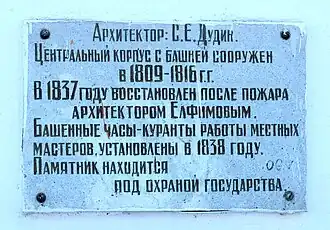 Архитектор: С.Е.Дудин.
Центральный корпус с башней сооружен
в 1809-1816 г.г.
В 1837 году восстановлен после пожара
архитектором Елфимовым.
Башенные часы-куранты работы местных
мастеров, установлены в 1838 году.
Памятник находится
под охраной государства.